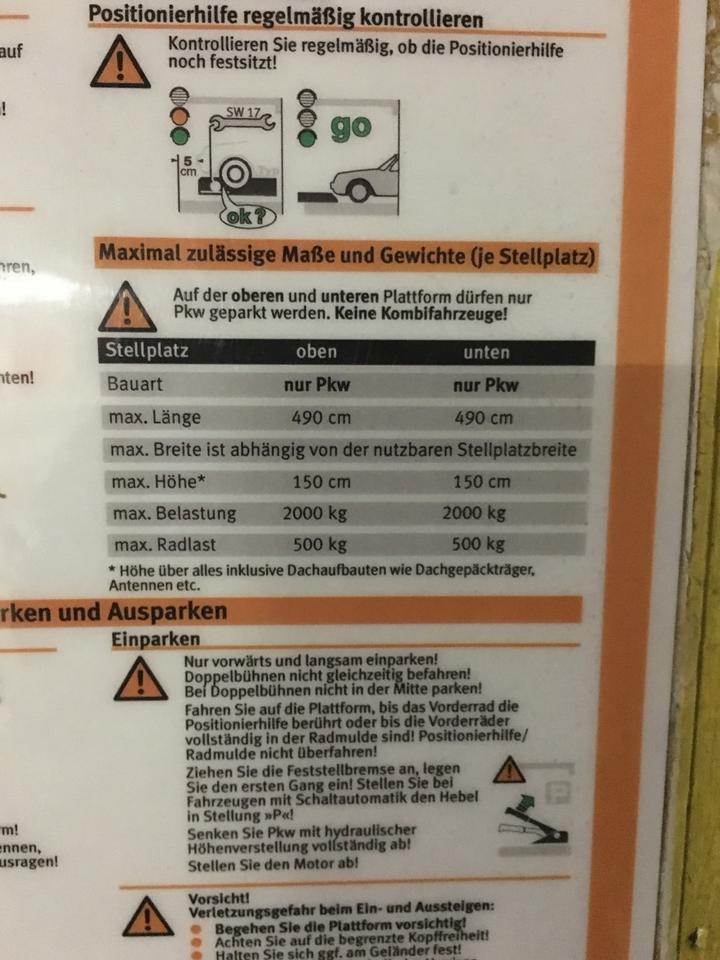 Positionierhilfe regelmäßig kontrollieren
auf
Kontrollieren Sie regelmäßig, ob die Positionierhilfe
noch festsitzt!
SW 17
go
5
cm
ok?
Maximal zulässige Maße und Gewichte (je Stellplatz)
Auf der oberen und unteren Plattform dürfen nur
Pkw geparkt werden. Keine Kombifahrzeuge!
Stellplatz oben unten
Bauart nur Pkw nur Pkw
max. Länge 490 cm 490 cm
max. Breite ist abhängig von der nutzbaren Stellplatzbreite
max. Höhe* 150 cm 150 cm
max. Belastung 2000 kg 2000 kg
max. Radlast 500 kg 500 kg
* Höhe über alles inklusive Dachaufbauten wie Dachgepäckträger,
Antennen etc.
rken und Ausparken
Einparken
Nur vorwärts und langsam einparken!
Doppelbühnen nicht gleichzeitig befahren!
Bei Doppelbühnen nicht in der Mitte parken!
Fahren Sie auf die Plattform, bis das Vorderrad die
Positionierhilfe berührt oder bis die Vorderräder
vollständig in der Radmulde sind! Positionierhilfe/
Radmulde nicht überfahren!
Ziehen Sie die Feststellbremse an, legen
Sie den ersten Gang ein! Stellen Sie bei
Fahrzeugen mit Schaltautomatik den Hebel
in Stellung »P«!
Senken Sie Pkw mit hydraulischer
Höhenverstellung vollständig ab!
Stellen Sie den Motor ab!
Vorsicht!
Verletzungsgefahr beim Ein- und Aussteigen:
Begehen Sie die Plattform vorsichtig!
Achten Sie auf die begrenzte Kopffreiheit!
Halten Sie sich ggf. am Geländer fest!